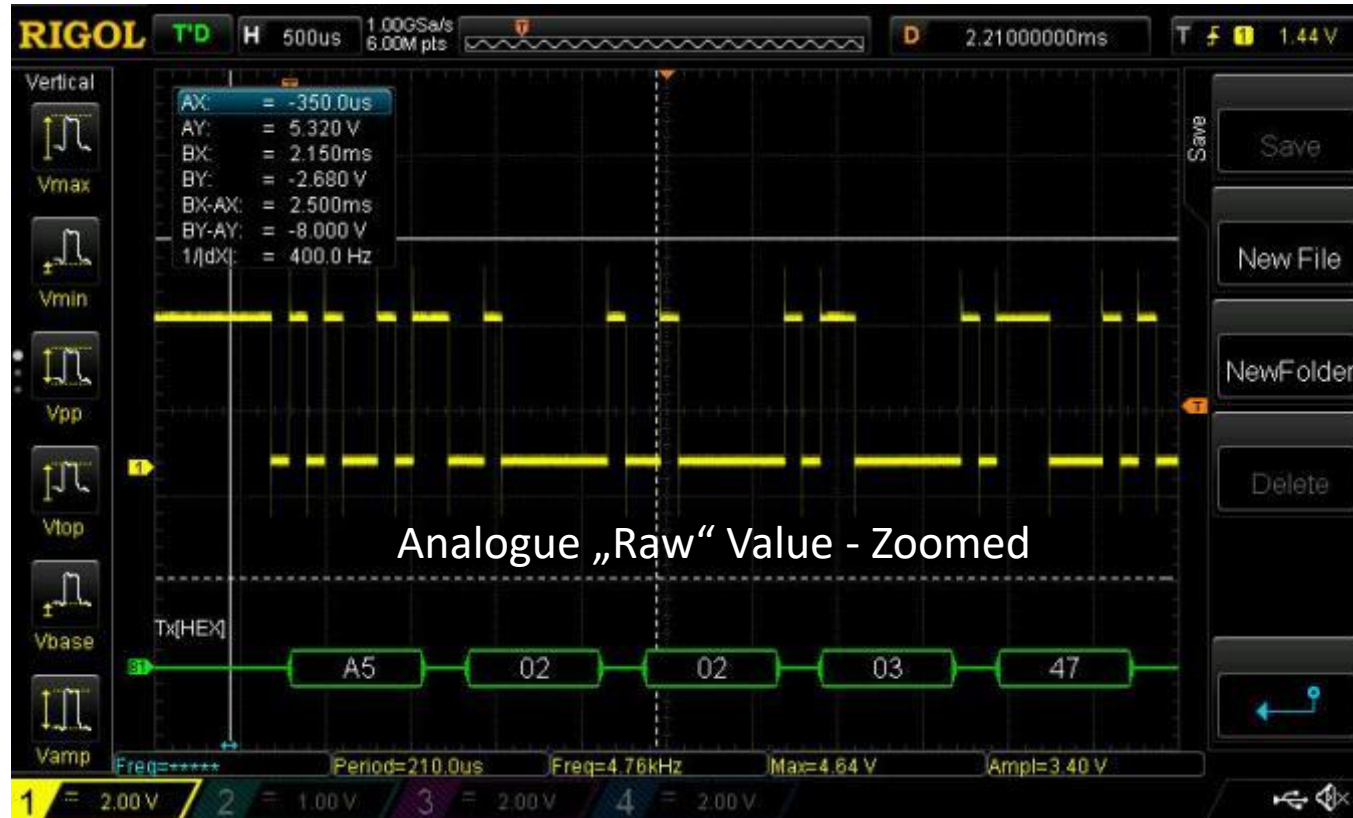 RIGOL T'D H 500us 1.00GSa/s 6.00M pts D 2.21000000ms T 1 1.44 V
Vertical
Vmax
Vmin
Vpp
Vtop
Vbase
Vamp
AX: = -350.0us
AY: = 5.320 V
BX: = 2.150ms
BY: = -2.680 V
BX-AX: = 2.500ms
BY-AY: = -8.000 V
1/|dX|: = 400.0 Hz
T
1
Analogue „Raw“ Value - Zoomed
Tx[HEX]
B1 A5 02 02 03 47
Freq=***** Period=210.0us Freq=4.76kHz Max=4.64 V Ampl=3.40 V
1 = 2.00 V 2 = 1.00 V 3 = 2.00 V 4 = 2.00 V
Save
Save
New File
NewFolder
Delete